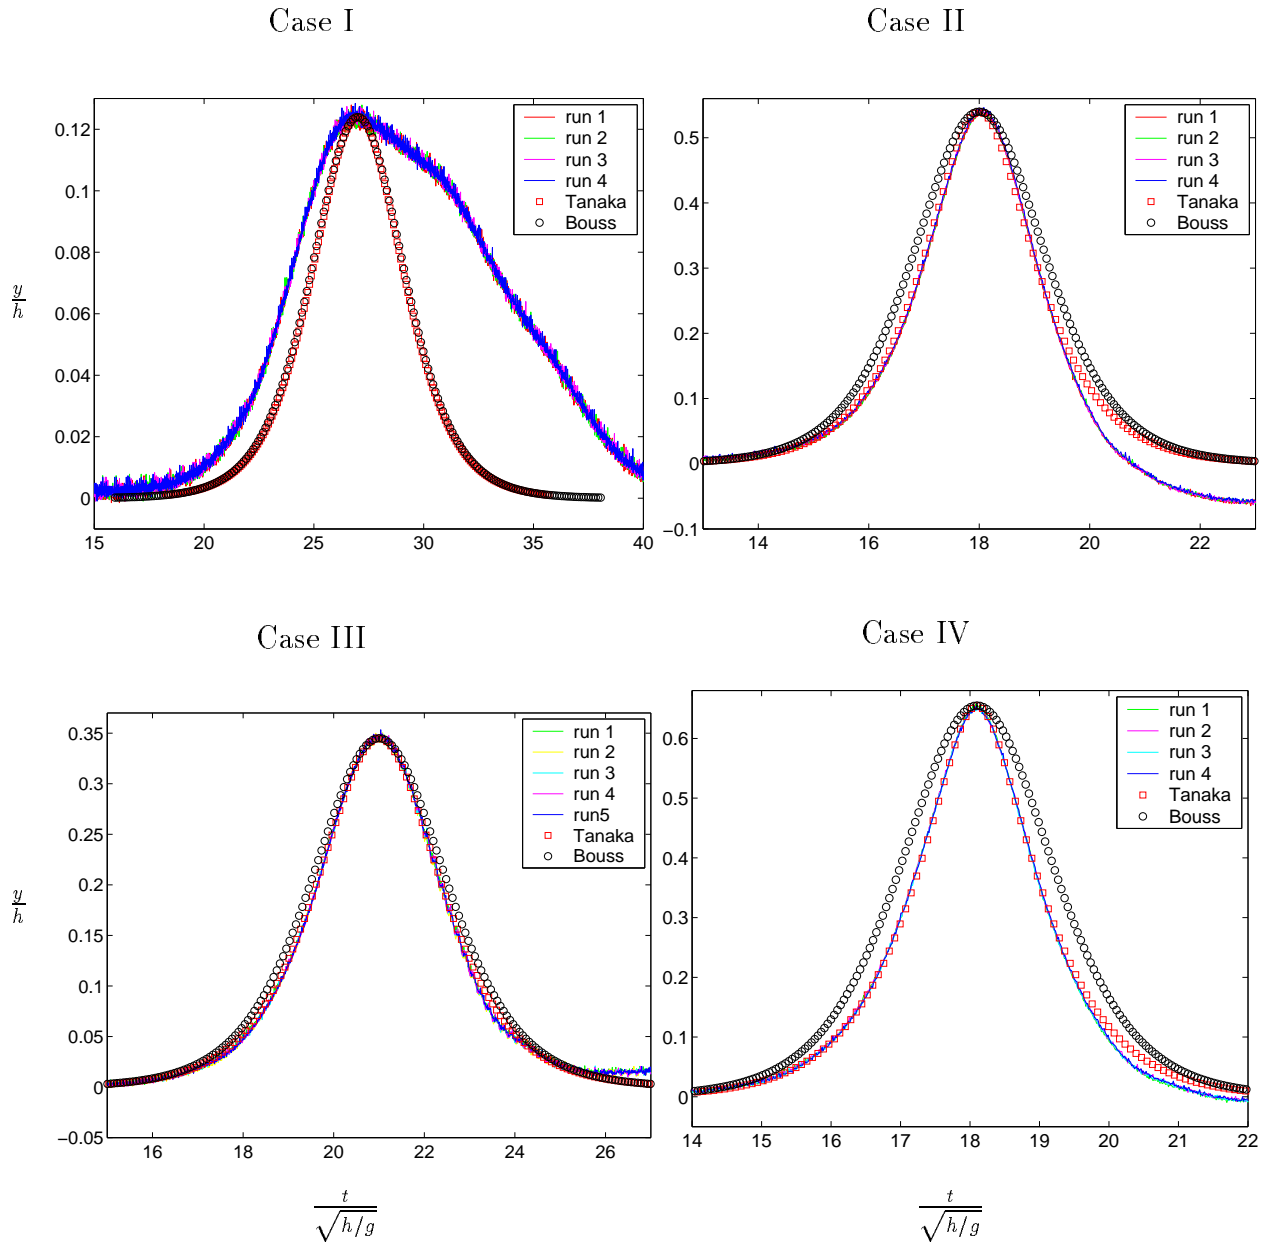 Case I
Case II
0.12
0.1
0.08
0.06
0.04
0.02
0
15 20 25 30 35 40
run 1
run 2
run 3
run 4
Tanaka
Bouss
y/h
0.5
0.4
0.3
0.2
0.1
0
−0.1
14 16 18 20 22
run 1
run 2
run 3
run 4
Tanaka
Bouss
Case III
Case IV
0.35
0.3
0.25
0.2
0.15
0.1
0.05
0
−0.05
16 18 20 22 24 26
run 1
run 2
run 3
run 4
run5
Tanaka
Bouss
y/h
0.6
0.5
0.4
0.3
0.2
0.1
0
14 15 16 17 18 19 20 21 22
run 1
run 2
run 3
run 4
Tanaka
Bouss
t/√h/g
t/√h/g